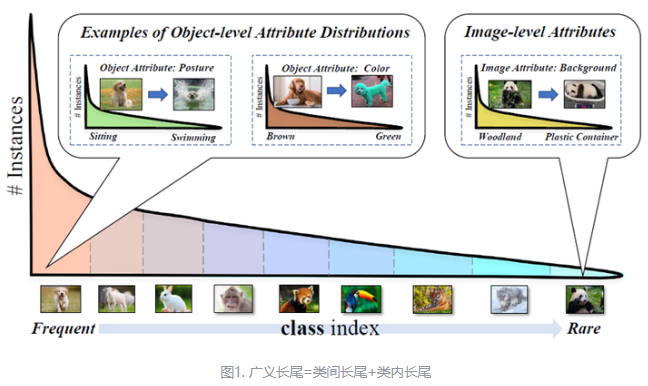 Examples of Object-level Attribute Distributions
Image-level Attributes
Object Attribute: Posture
Object Attribute: Color
Image Attribute: Background
# Instances
Sitting
Swimming
# Instances
Brown
Green
# Instances
Woodland
Plastic Container
# Instances
Frequent
class index
Rare
图1. 广义长尾=类间长尾+类内长尾